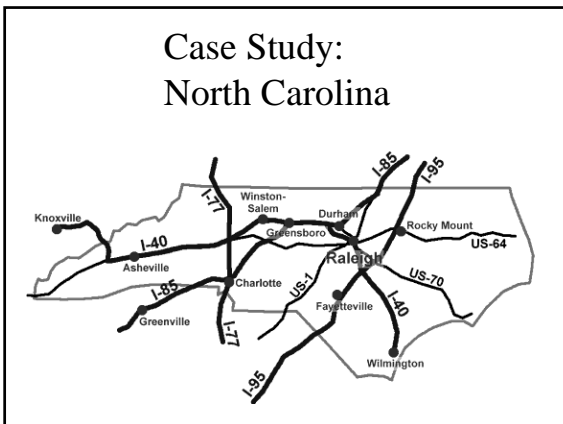 Case Study:
North Carolina
I-85
I-95
I-77
Winston-
Salem
Durham
Knoxville
Greensboro
Rocky Mount
I-40
US-64
Raleigh
Asheville
I-85
Charlotte
US-1
US-70
Fayetteville
I-40
Greenville
I-77
Wilmington
I-95